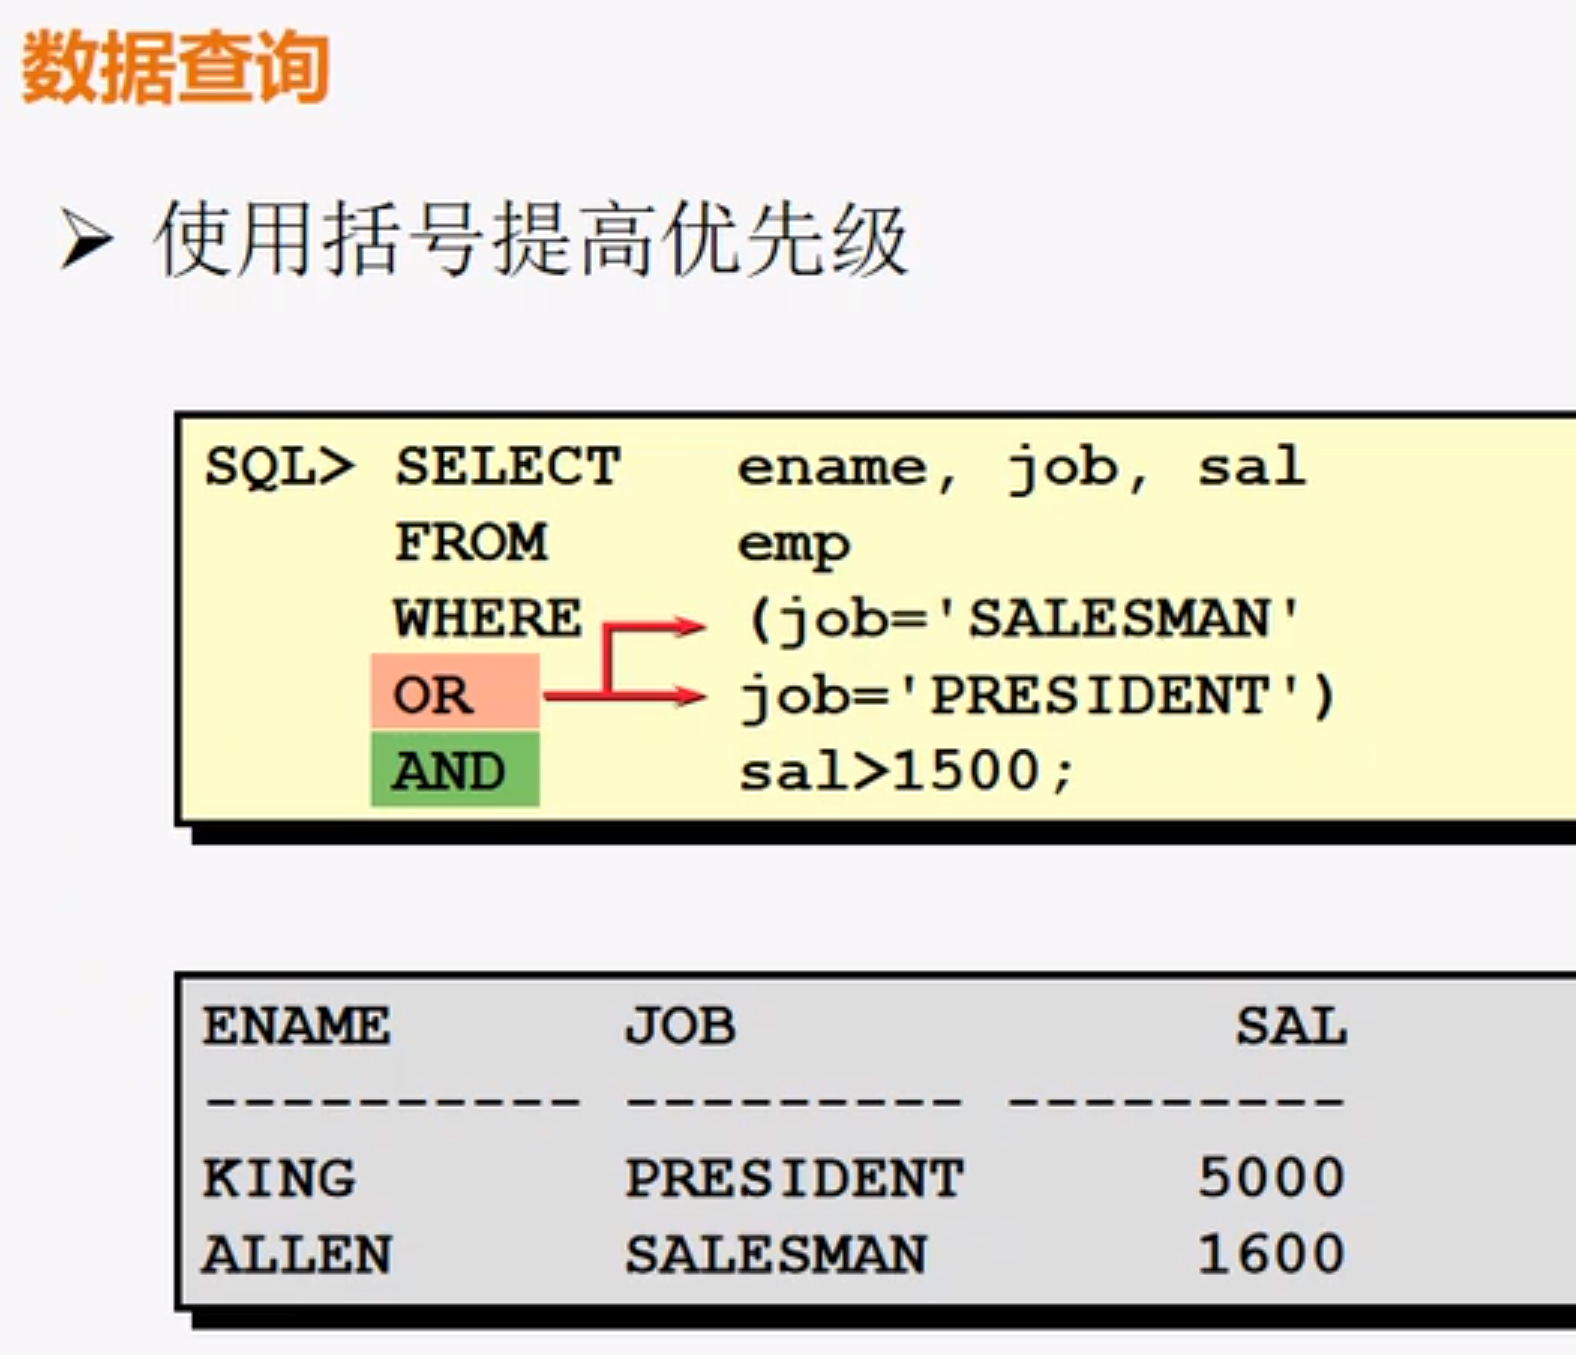 数据查询
使用括号提高优先级
SQL> SELECT ename, job, sal
FROM emp
WHERE (job='SALESMAN'
OR job='PRESIDENT')
AND sal>1500;
ENAME JOB SAL
---------- --------- ---------
KING PRESIDENT 5000
ALLEN SALESMAN 1600